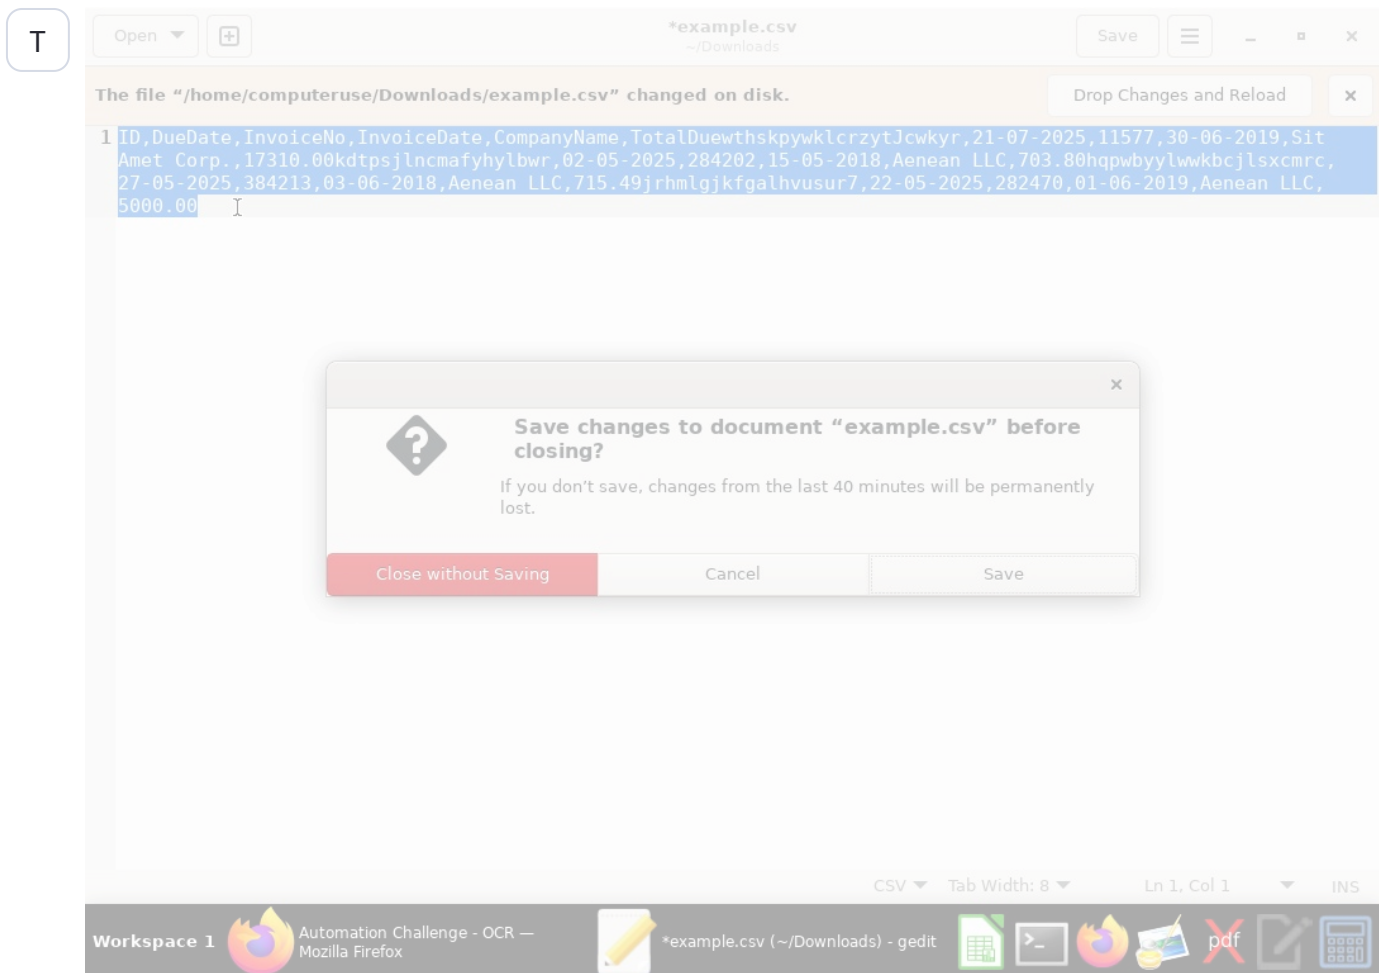 T
Open
*example.csv
~/Downloads
Save
The file “/home/computeruse/Downloads/example.csv” changed on disk.
Drop Changes and Reload
1 ID,DueDate,InvoiceNo,InvoiceDate,CompanyName,TotalDuewthskpywklcrzytJcwkyr,21-07-2025,11577,30-06-2019,Sit
Amet Corp.,17310.00kdtpsjlncmafyhylbwr,02-05-2025,284202,15-05-2018,Aenean LLC,703.80hqpwbyylwwkbcjlsxcmrc,
27-05-2025,384213,03-06-2018,Aenean LLC,715.49jrhmlgjkfgalhvusur7,22-05-2025,282470,01-06-2019,Aenean LLC,
5000.00
Save changes to document “example.csv” before
closing?
If you don’t save, changes from the last 40 minutes will be permanently
lost.
Close without Saving
Cancel
Save
CSV
Tab Width: 8
Ln 1, Col 1
INS
Workspace 1
Automation Challenge - OCR —
Mozilla Firefox
*example.csv (~/Downloads) - gedit
pdf